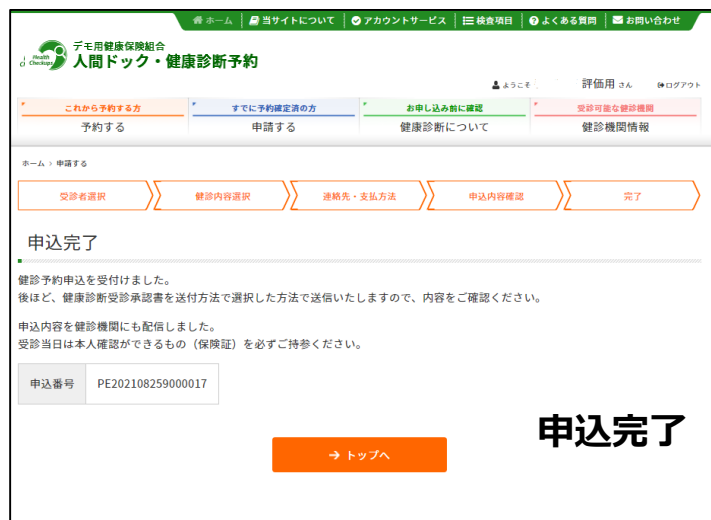 ホーム 当サイトについて アカウントサービス 検査項目 よくある質問 お問い合わせ
Health Checkups
デモ用健康保険組合
人間ドック・健康診断予約
ようこそ 評価用 さん ログアウト
これから予約する方 すでに予約確定済の方 お申し込み前に確認 受診可能な健診機関
予約する 申請する 健康診断について 健診機関情報
ホーム > 申請する
受診者選択 健診内容選択 連絡先・支払方法 申込内容確認 完了
申込完了
健診予約申込を受付けました。
後ほど、健康診断受診承認書を送付方法で選択した方法で送信いたしますので、内容をご確認ください。
申込内容を健診機関にも配信しました。
受診当日は本人確認ができるもの（保険証）を必ずご持参ください。
申込番号 PE202108259000017
申込完了
→ トップへ